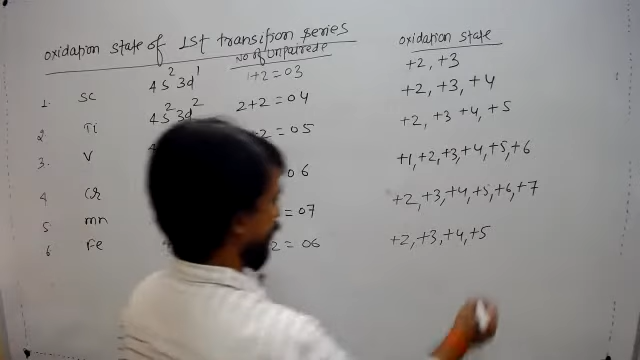 oxidation state of 1st transition series
No of unpaired e
oxidation state
1. Sc 4s² 3d¹ 1+2=03 +2, +3
2. Ti 4s² 3d² 2+2=04 +2, +3, +4
3. V 2=05 +2, +3 +4, +5
4 Cr 06 +1, +2, +3, +4, +5, +6
5 mn =07 +2, +3, +4, +5, +6, +7
6 Fe 2=06 +2, +3, +4, +5